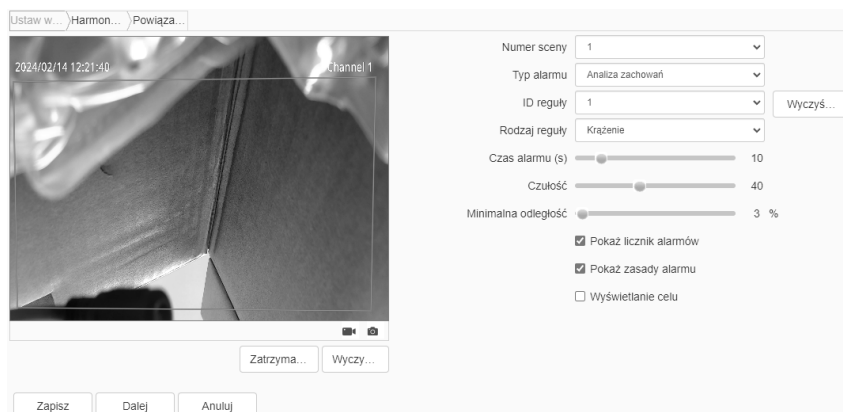 Ustaw w... Harmon... Powiąza...
2024/02/14 12:21:40 Channel 1
Numer sceny 1
Typ alarmu Analiza zachowań
ID reguły 1 Wyczyś...
Rodzaj reguły Krążenie
Czas alarmu (s) 10
Czułość 40
Minimalna odległość 3 %
Pokaż licznik alarmów
Pokaż zasady alarmu
Wyświetlanie celu
Zatrzyma... Wyczy...
Zapisz Dalej Anuluj